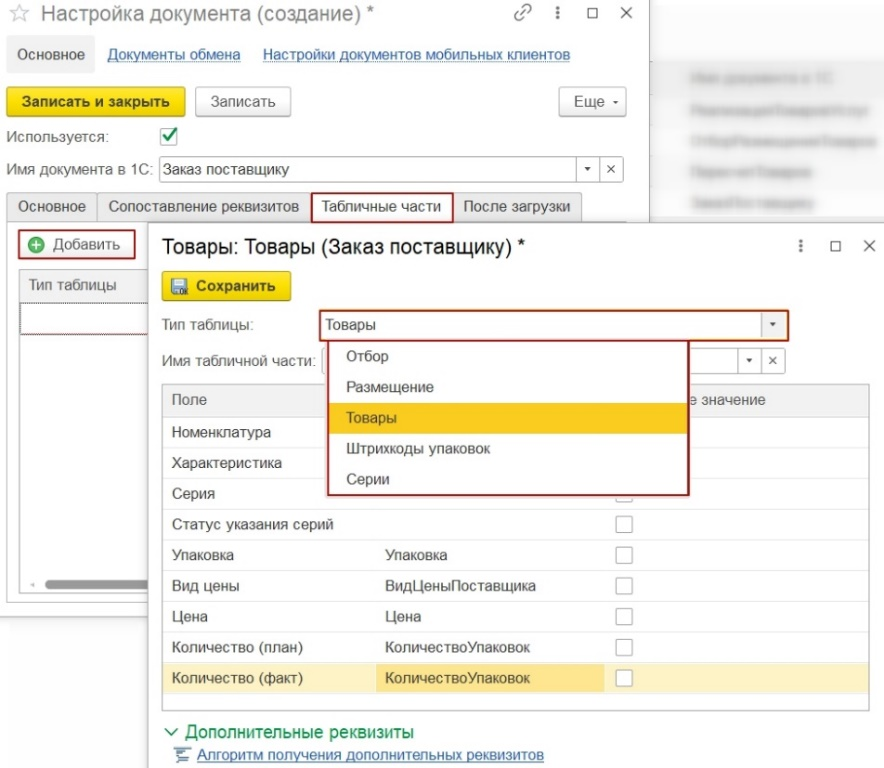 Настройка документа (создание) *
Основное Документы обмена Настройки документов мобильных клиентов
Записать и закрыть Записать Еще
Используется:
Имя документа в 1С: Заказ поставщику
Основное Сопоставление реквизитов Табличные части После загрузки
Добавить
Тип таблицы
Товары: Товары (Заказ поставщику) *
Сохранить
Тип таблицы: Товары
Отбор
Размещение
Товары
Штрихкоды упаковок
Серии
Имя табличной части:
Поле е значение
Номенклатура
Характеристика
Серия
Статус указания серий
Упаковка Упаковка
Вид цены ВидЦеныПоставщика
Цена Цена
Количество (план) КоличествоУпаковок
Количество (факт) КоличествоУпаковок
Дополнительные реквизиты
Алгоритм получения дополнительных реквизитов